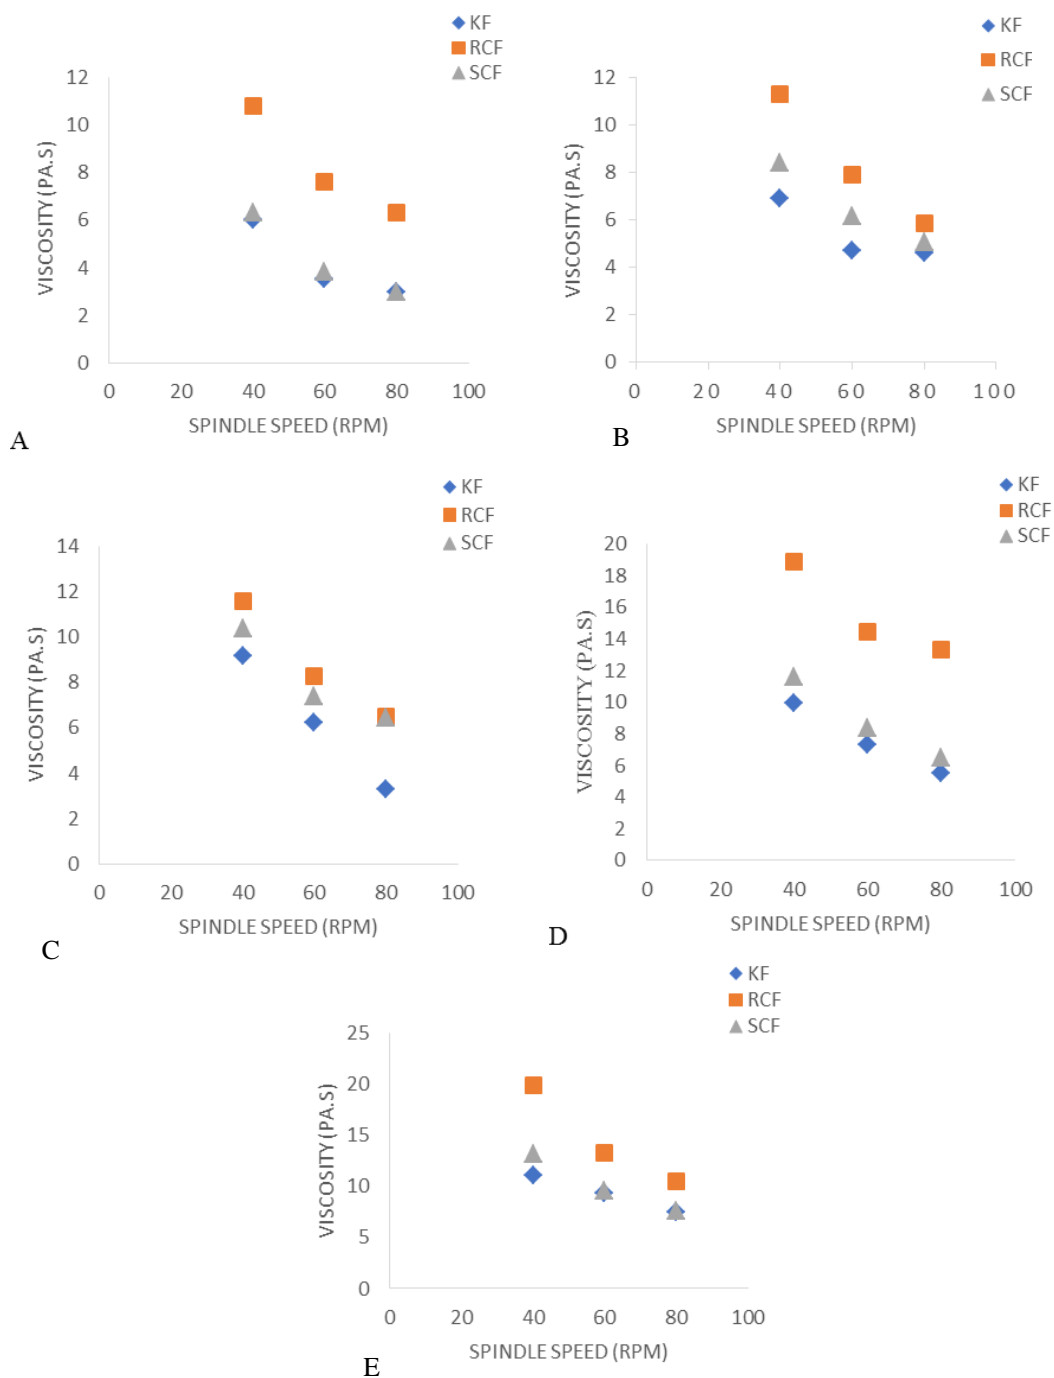 KF
RCF
SCF
12
10
8
6
4
2
0
0 20 40 60 80 100
VISCOSITY (PA.S)
SPINDLE SPEED (RPM)
A
KF
RCF
SCF
12
10
8
6
4
2
0
0 20 40 60 80 100
VISCOSITY (PA.S)
SPINDLE SPEED (RPM)
B
KF
RCF
SCF
14
12
10
8
6
4
2
0
0 20 40 60 80 100
VISCOSITY (PA.S)
SPINDLE SPEED (RPM)
C
KF
RCF
SCF
20
18
16
14
12
10
8
6
4
2
0
0 20 40 60 80 100
VISCOSITY (PA.S)
SPINDLE SPEED (RPM)
D
KF
RCF
SCF
25
20
15
10
5
0
0 20 40 60 80 100
VISCOSITY (PA.S)
SPINDLE SPEED (RPM)
E